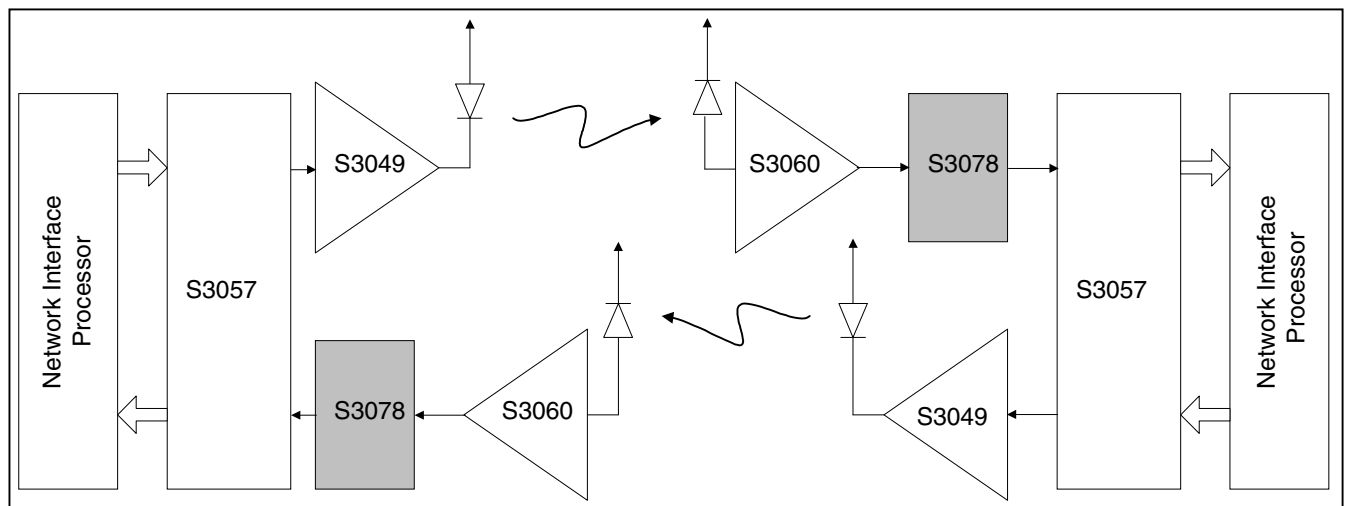 Network Interface
Processor
S3057
S3049
S3078
S3060
S3060
S3078
S3049
S3057
Network Interface
Processor